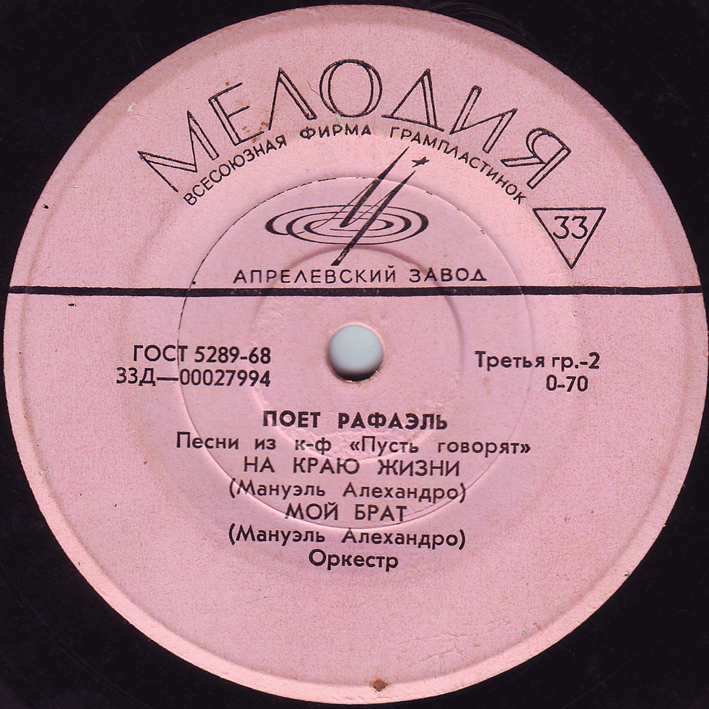 МЕЛОДИЯ
ВСЕСОЮЗНАЯ ФИРМА ГРАМПЛАСТИНОК
33
АПРЕЛЕВСКИЙ ЗАВОД
ГОСТ 5289-68
33Д—00027994
Третья гр.-2
0-70
ПОЕТ РАФАЭЛЬ
Песни из к-ф «Пусть говорят»
НА КРАЮ ЖИЗНИ
(Мануэль Алехандро)
МОЙ БРАТ
(Мануэль Алехандро)
Оркестр